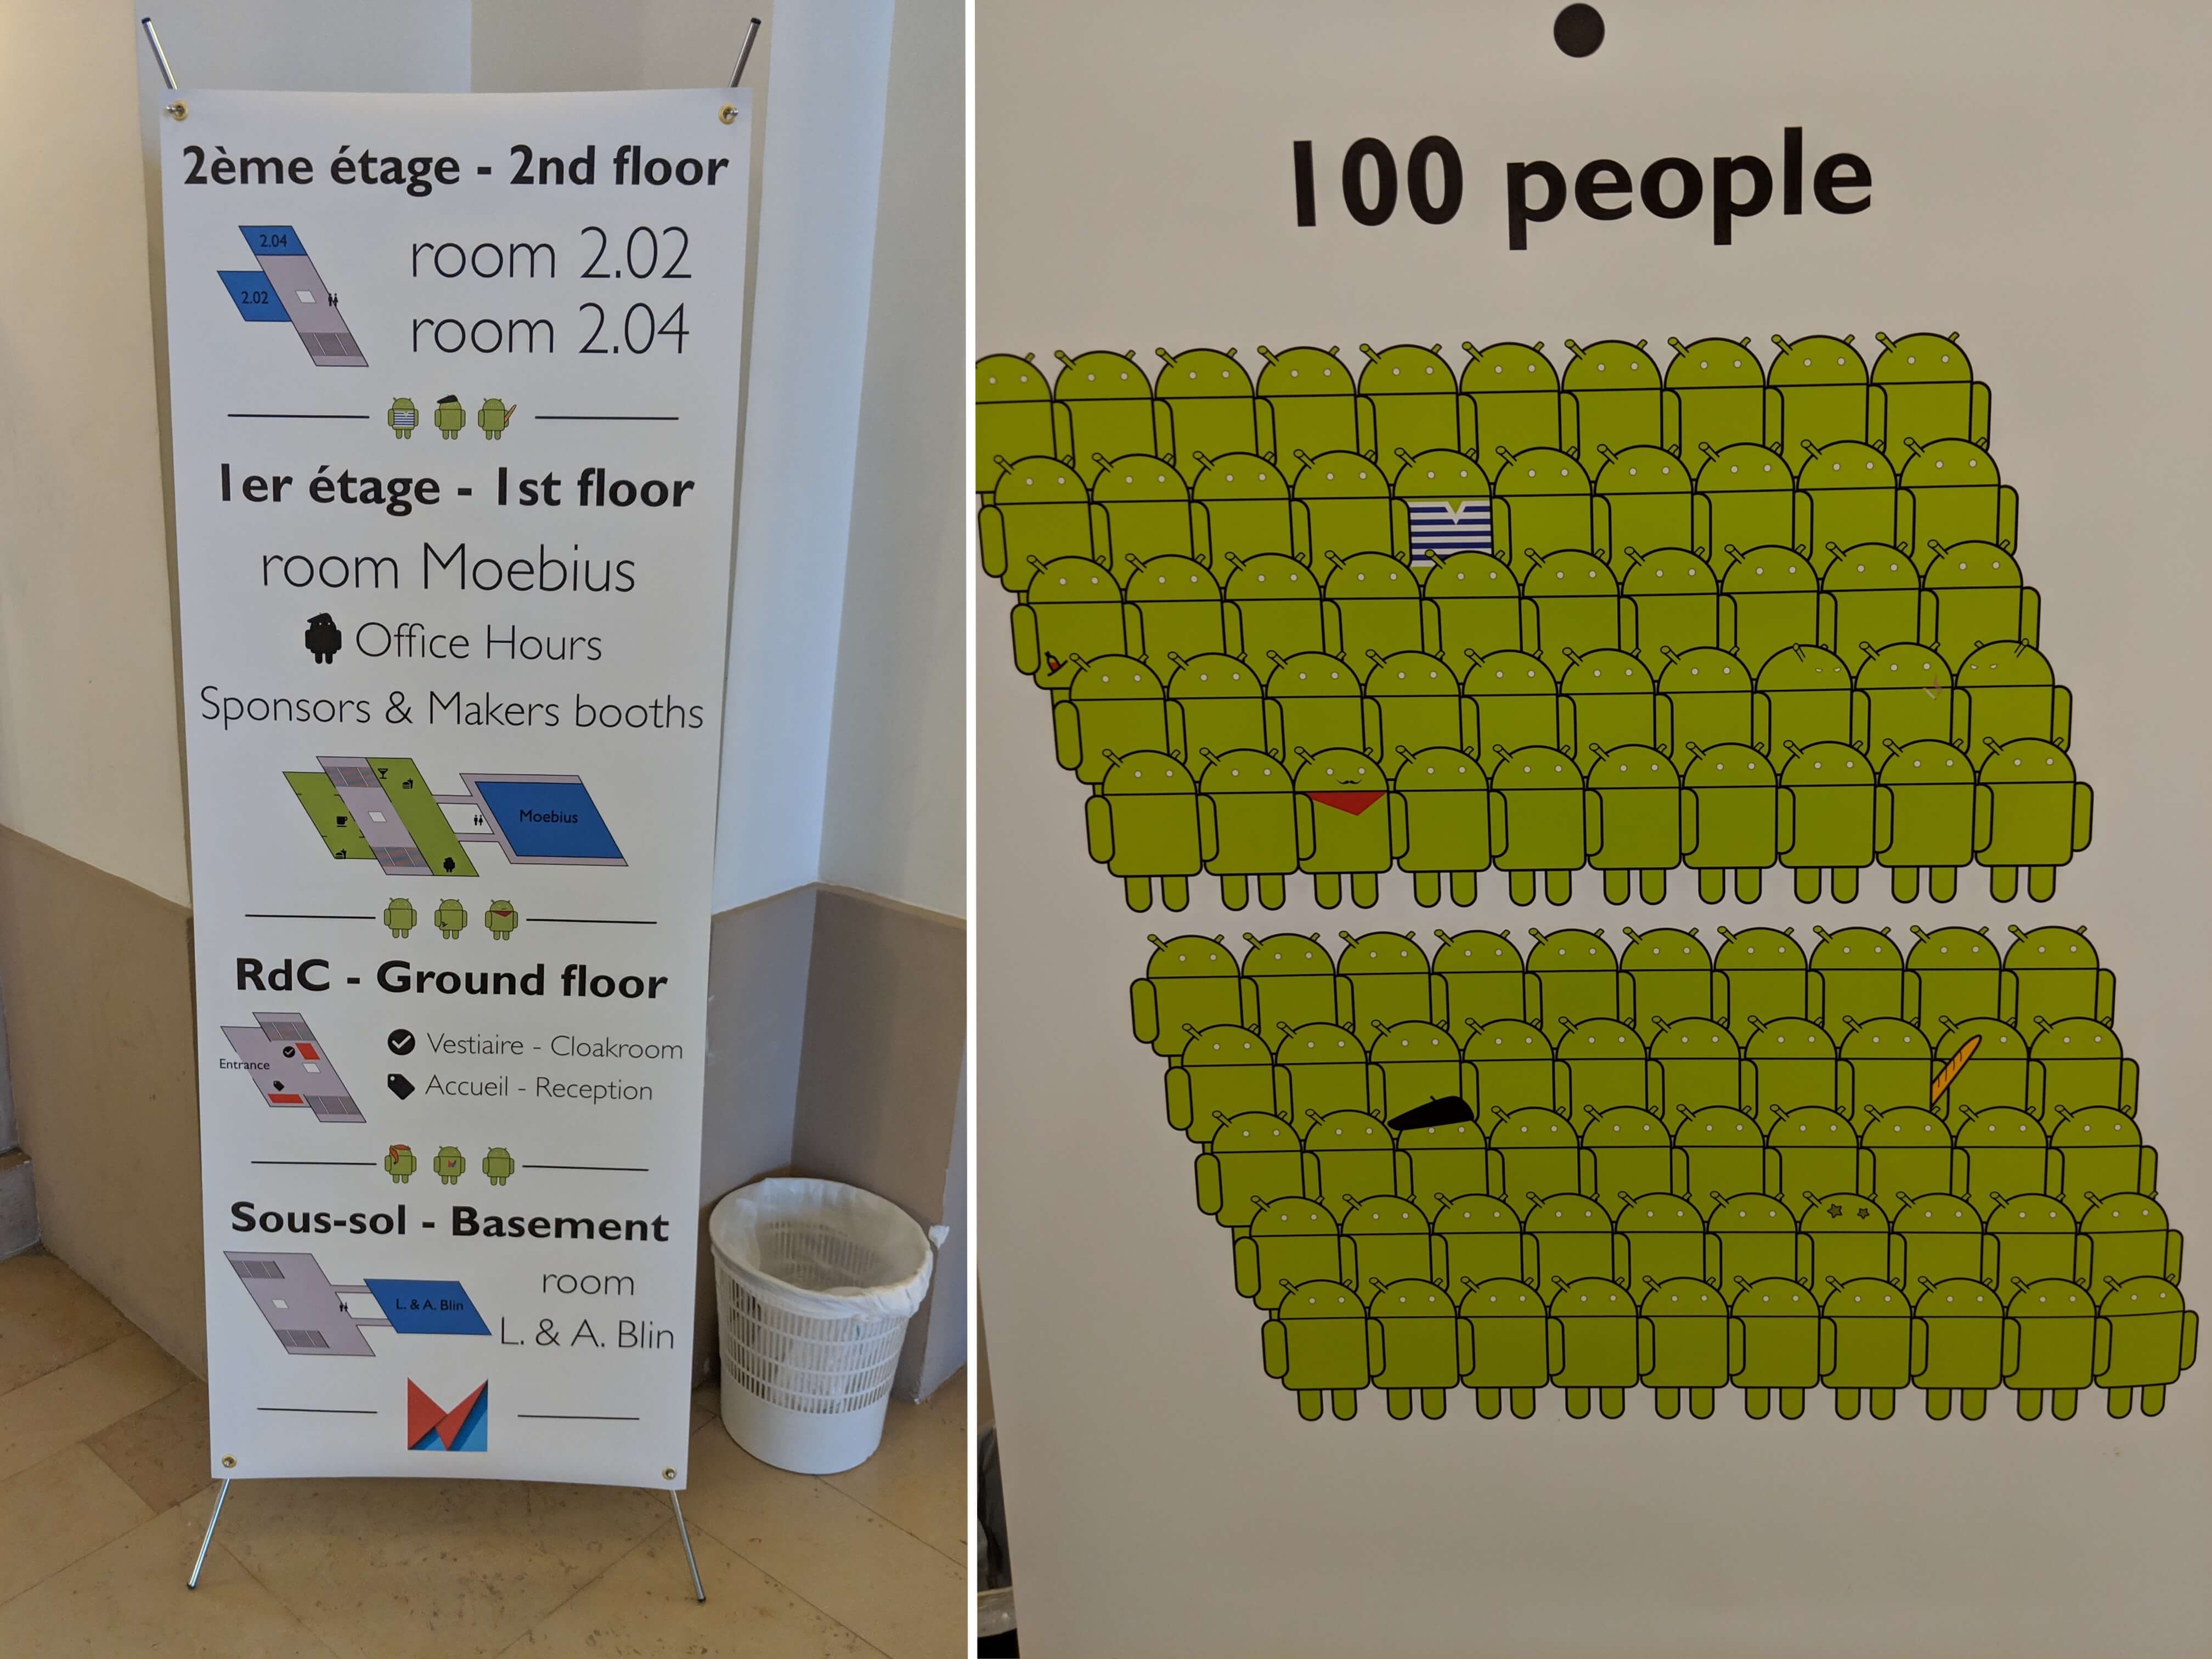 2ème étage - 2nd floor
2.04
2.02
room 2.02
room 2.04
1er étage - 1st floor
room Moebius
Office Hours
Sponsors & Makers booths
Moebius
RdC - Ground floor
Entrance
Vestiaire - Cloakroom
Accueil - Reception
Sous-sol - Basement
L. & A. Blin
room
L. & A. Blin
100 people